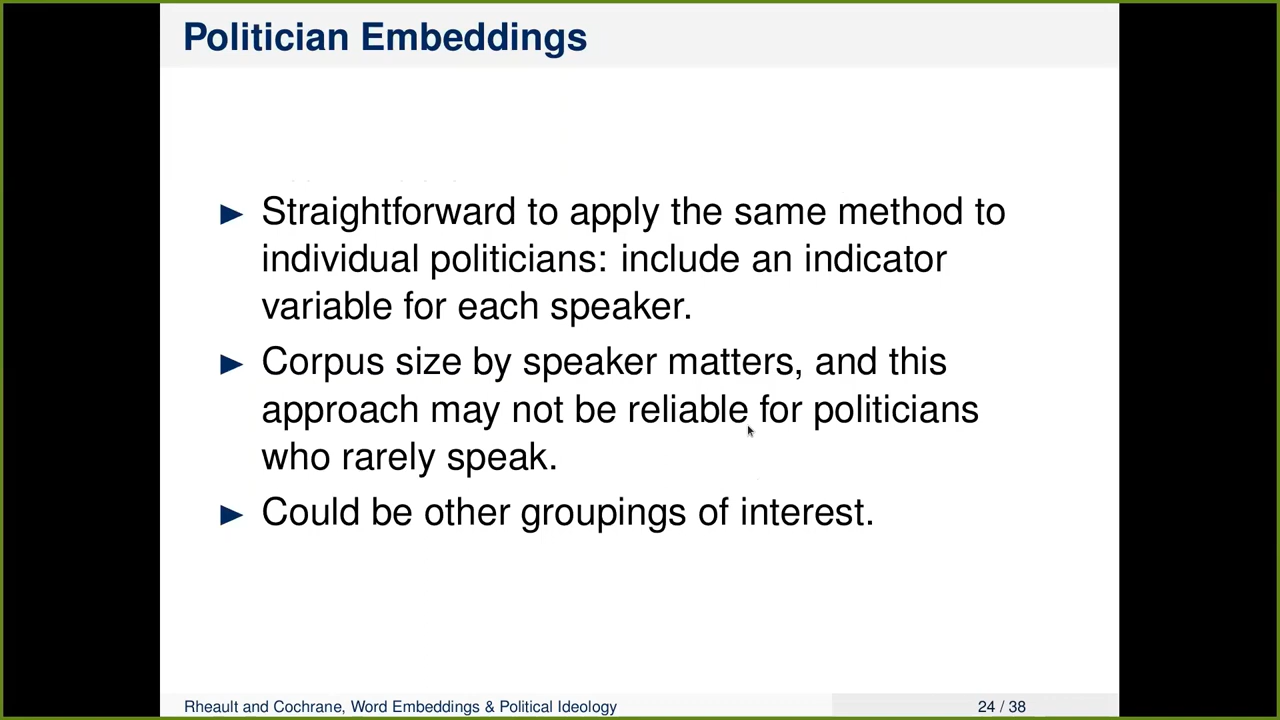 Politician Embeddings
▶ Straightforward to apply the same method to
individual politicians: include an indicator
variable for each speaker.
▶ Corpus size by speaker matters, and this
approach may not be reliable for politicians
who rarely speak.
▶ Could be other groupings of interest.
Rheault and Cochrane, Word Embeddings & Political Ideology 24 / 38